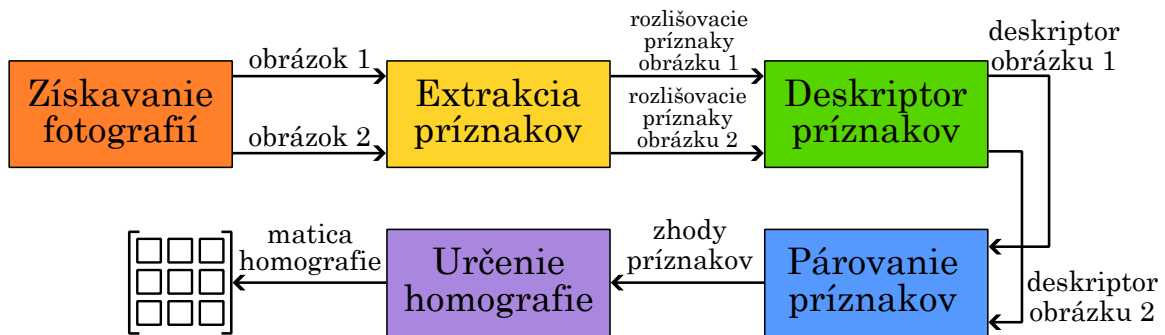 Získavanie
fotografií
obrázok 1
obrázok 2
Extrakcia
príznakov
rozlišovacie
príznaky
obrázku 1
rozlišovacie
príznaky
obrázku 2
Deskriptor
príznakov
deskriptor
obrázku 1
deskriptor
obrázku 2
Párovanie
príznakov
zhody
príznakov
Určenie
homografie
matica
homografie